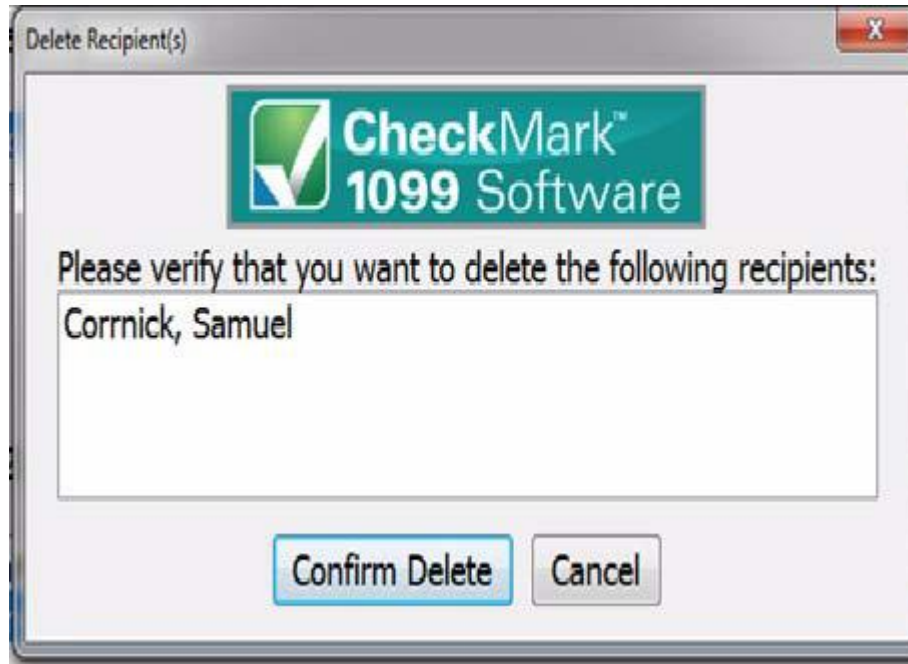 Delete Recipient(s)
X
CheckMark™
1099 Software
Please verify that you want to delete the following recipients:
Corrnick, Samuel
Confirm Delete
Cancel